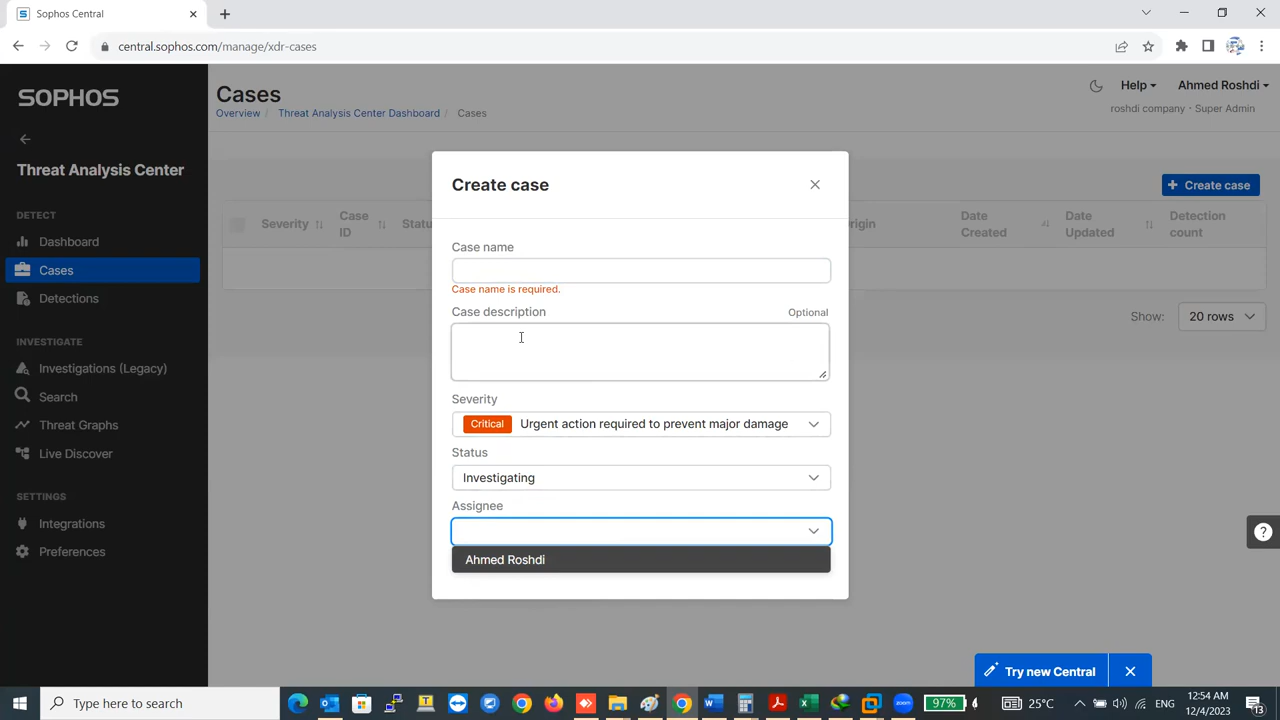 Sophos Central
central.sophos.com/manage/xdr-cases
SOPHOS
Threat Analysis Center
DETECT
Dashboard
Cases
Detections
INVESTIGATE
Investigations (Legacy)
Search
Threat Graphs
Live Discover
SETTINGS
Integrations
Preferences
Cases
Overview / Threat Analysis Center Dashboard / Cases
Help
Ahmed Roshdi
roshdi company - Super Admin
+ Create case
Severity
Case ID
Statu
rigin
Date Created
Date Updated
Detection count
Show: 20 rows
Create case
Case name
Case name is required.
Case description Optional
Severity
Critical Urgent action required to prevent major damage
Status
Investigating
Assignee
Ahmed Roshdi
?
Try new Central
Type here to search
zoom
97%
25°C
ENG
12:54 AM
12/4/2023